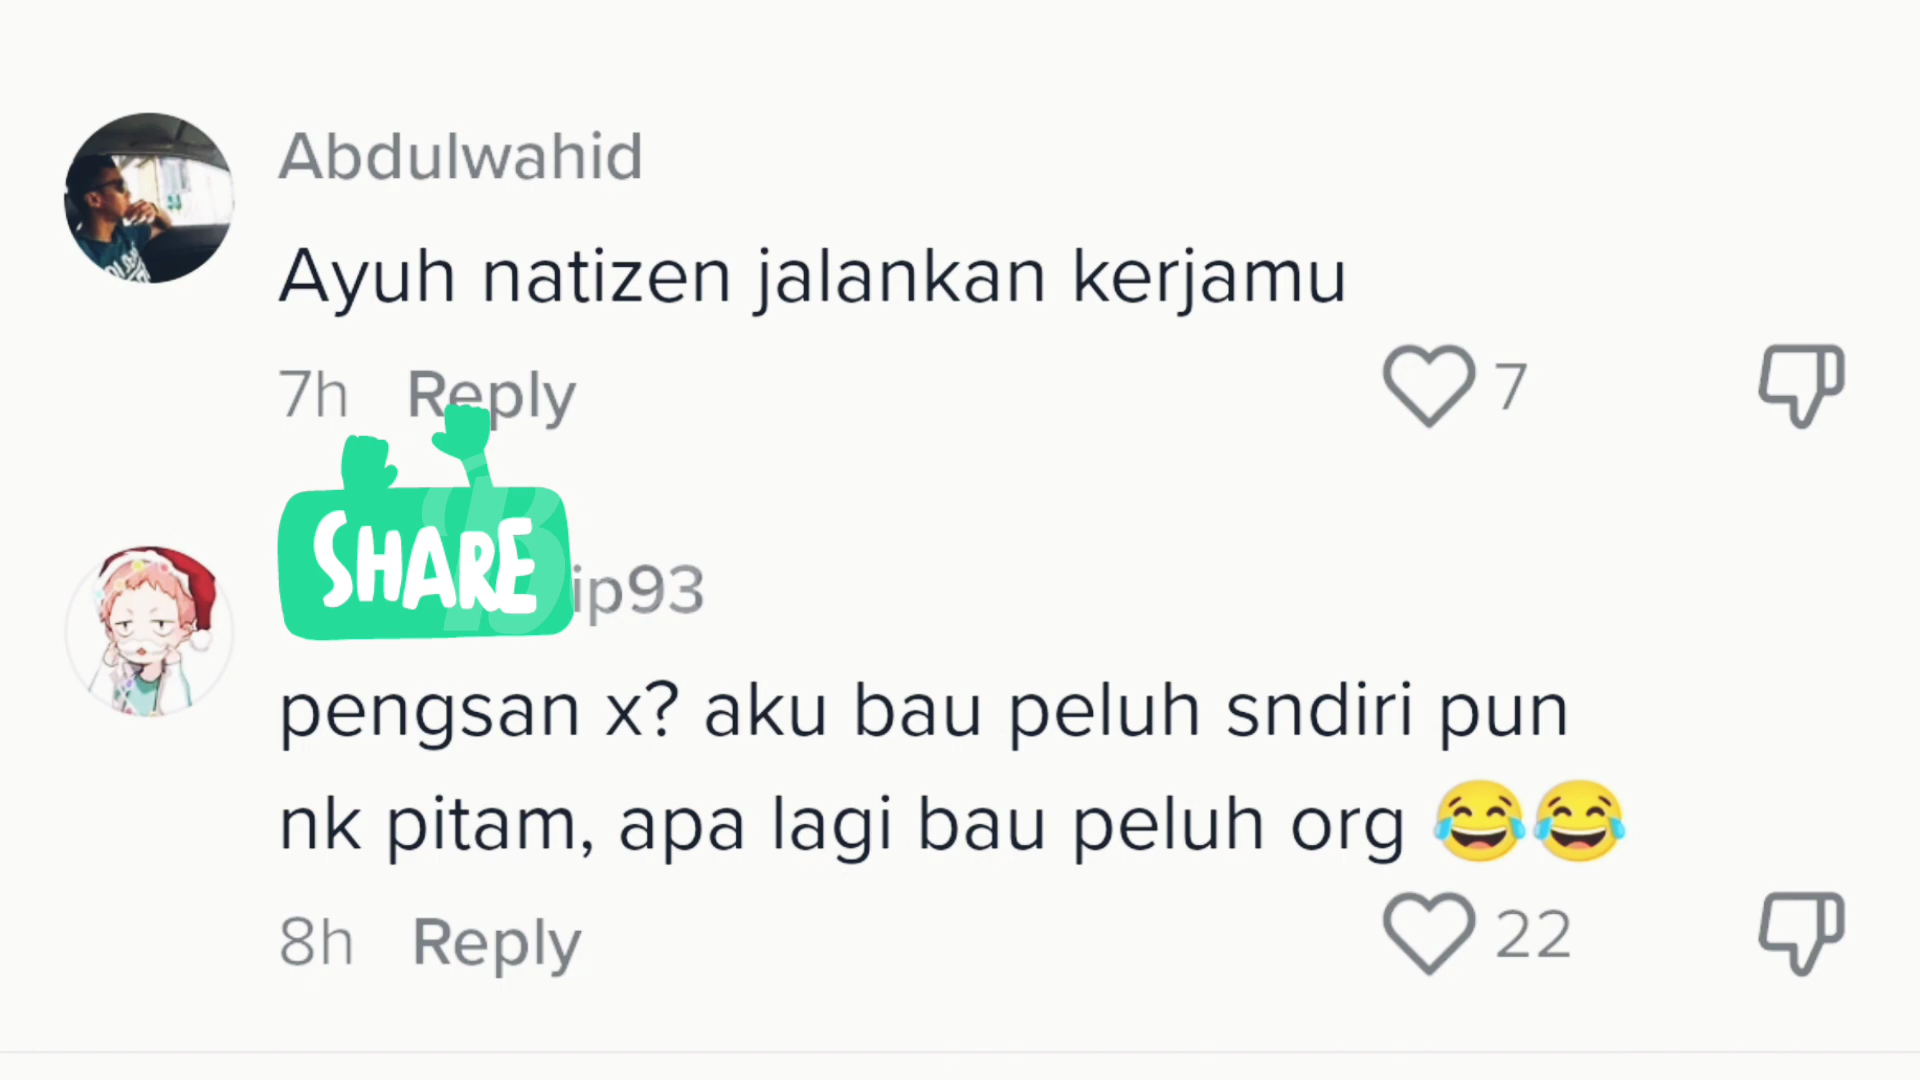 Abdulwahid
Ayuh natizen jalankan kerjamu
7h Reply 7
SHARE
ip93
pengsan x? aku bau peluh sndiri pun
nk pitam, apa lagi bau peluh org 😂😂
8h Reply 22